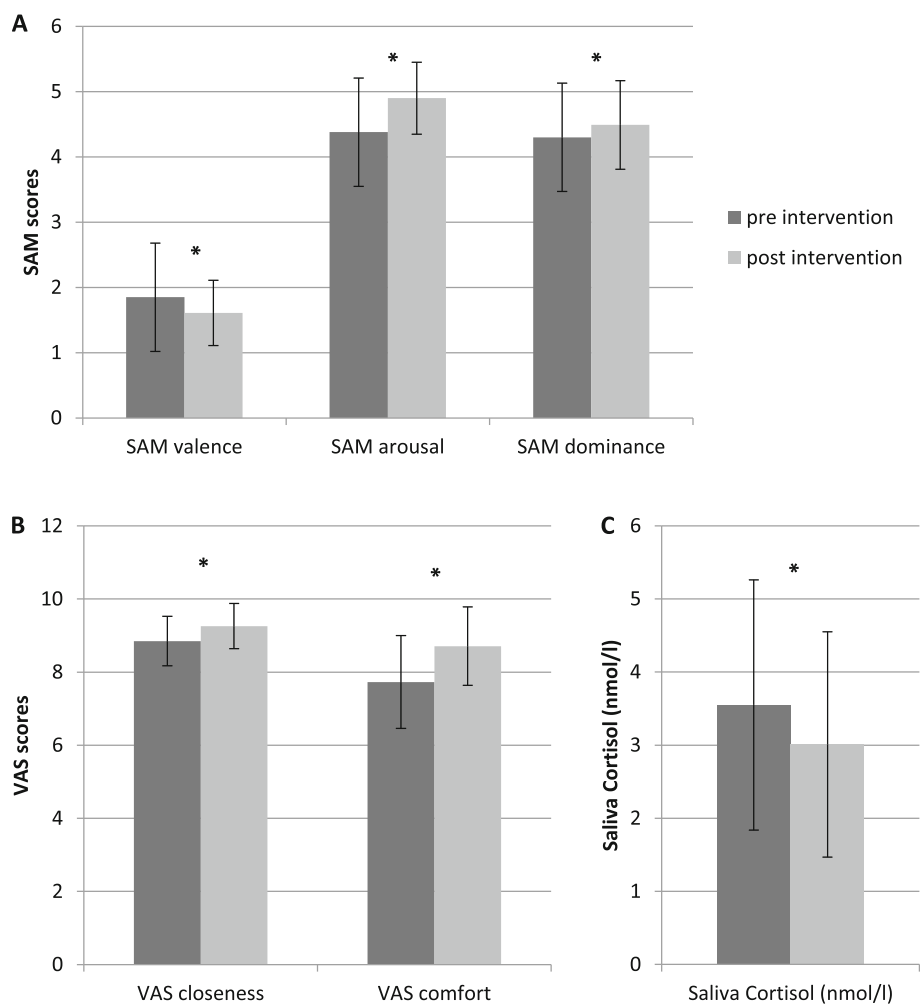 A
6
5
4
3
2
1
0
SAM scores
*
*
*
SAM valence
SAM arousal
SAM dominance
pre intervention
post intervention
B
12
10
8
6
4
2
0
VAS scores
*
*
VAS closeness
VAS comfort
C
6
5
4
3
2
1
0
Saliva Cortisol (nmol/l)
*
Saliva Cortisol (nmol/l)